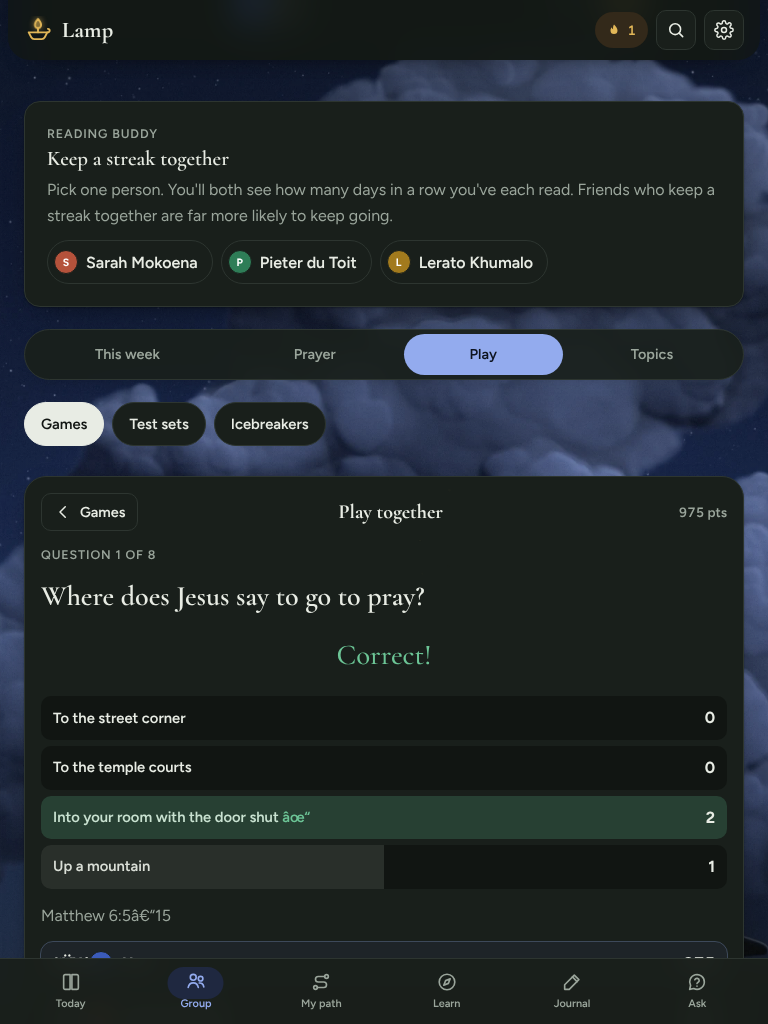 Lamp
1
READING BUDDY
Keep a streak together
Pick one person. You'll both see how many days in a row you've each read. Friends who keep a
streak together are far more likely to keep going.
S Sarah Mokoena P Pieter du Toit L Lerato Khumalo
This week Prayer Play Topics
Games Test sets Icebreakers
Games Play together 975 pts
QUESTION 1 OF 8
Where does Jesus say to go to pray?
Correct!
To the street corner 0
To the temple courts 0
Into your room with the door shut âœ“ 2
Up a mountain 1
Matthew 6:5â€“15
Today Group My path Learn Journal Ask